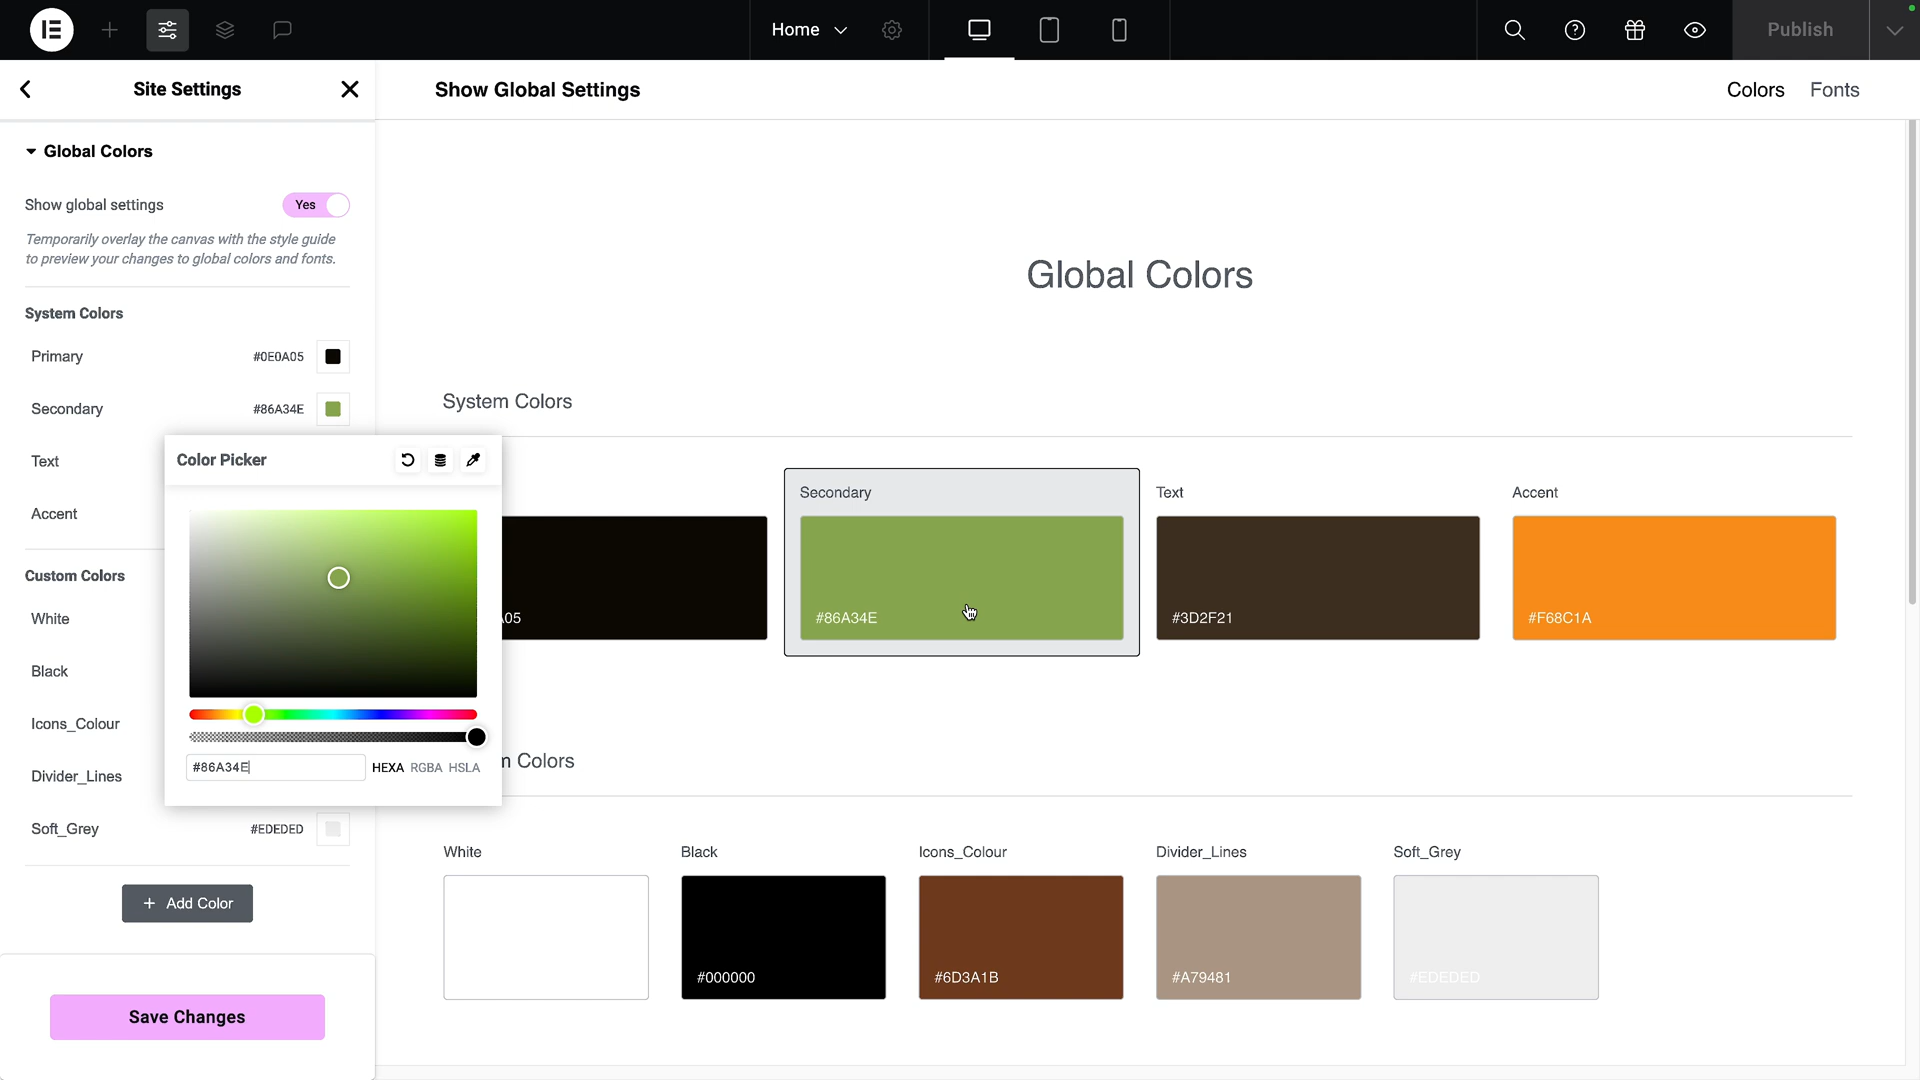 Home
Publish
Site Settings
Show Global Settings
Colors
Fonts
Global Colors
Show global settings
Yes
Temporarily overlay the canvas with the style guide
to preview your changes to global colors and fonts.
System Colors
Primary
#0E0A05
Secondary
#86A34E
Text
Accent
Custom Colors
White
Black
Icons_Colour
Divider_Lines
Soft_Grey
#EDEDED
+ Add Color
Save Changes
Color Picker
#86A34E
HEXA RGBA HSLA
Global Colors
System Colors
Secondary
Text
Accent
#86A34E
#3D2F21
#F68C1A
Colors
White
Black
Icons_Colour
Divider_Lines
Soft_Grey
#000000
#6D3A1B
#A79481
#EDEDED